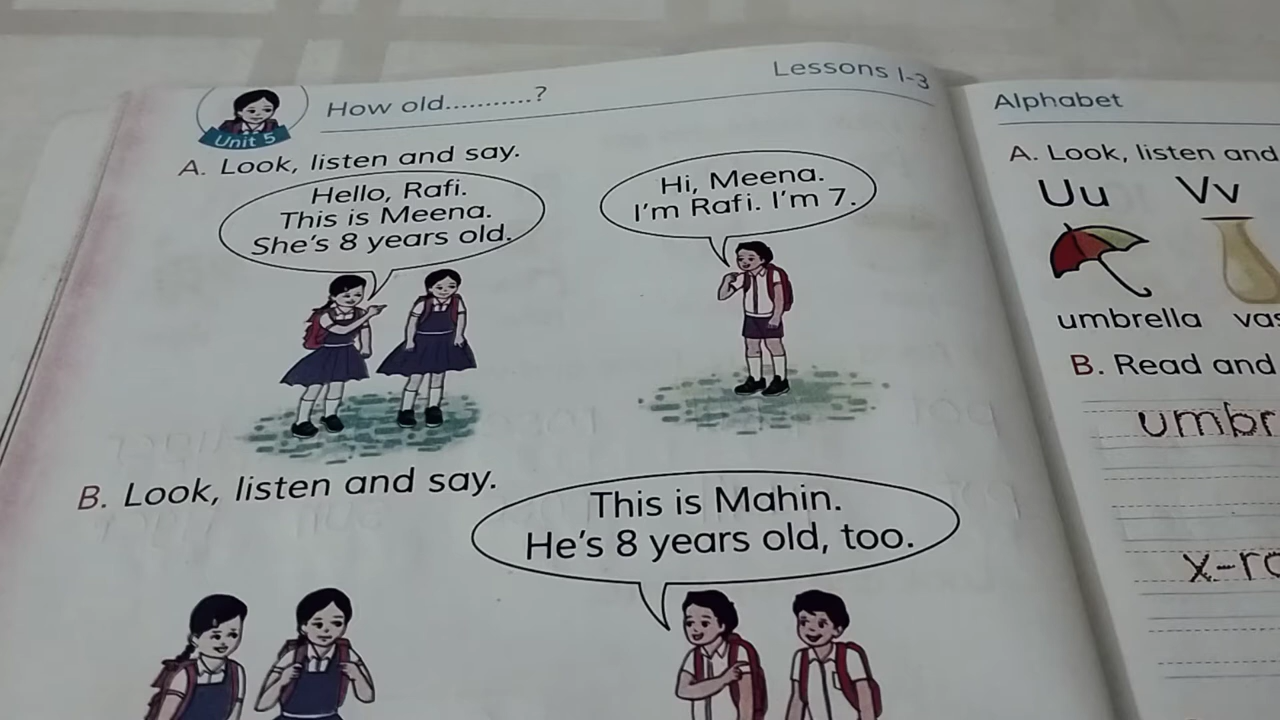 Unit 5
How old...........?
Lessons 1-3
A. Look, listen and say.
Hello, Rafi.
This is Meena.
She's 8 years old.
Hi, Meena.
I'm Rafi. I'm 7.
B. Look, listen and say.
This is Mahin.
He's 8 years old, too.
Alphabet
A. Look, listen and
Uu Vv
umbrella
B. Read and